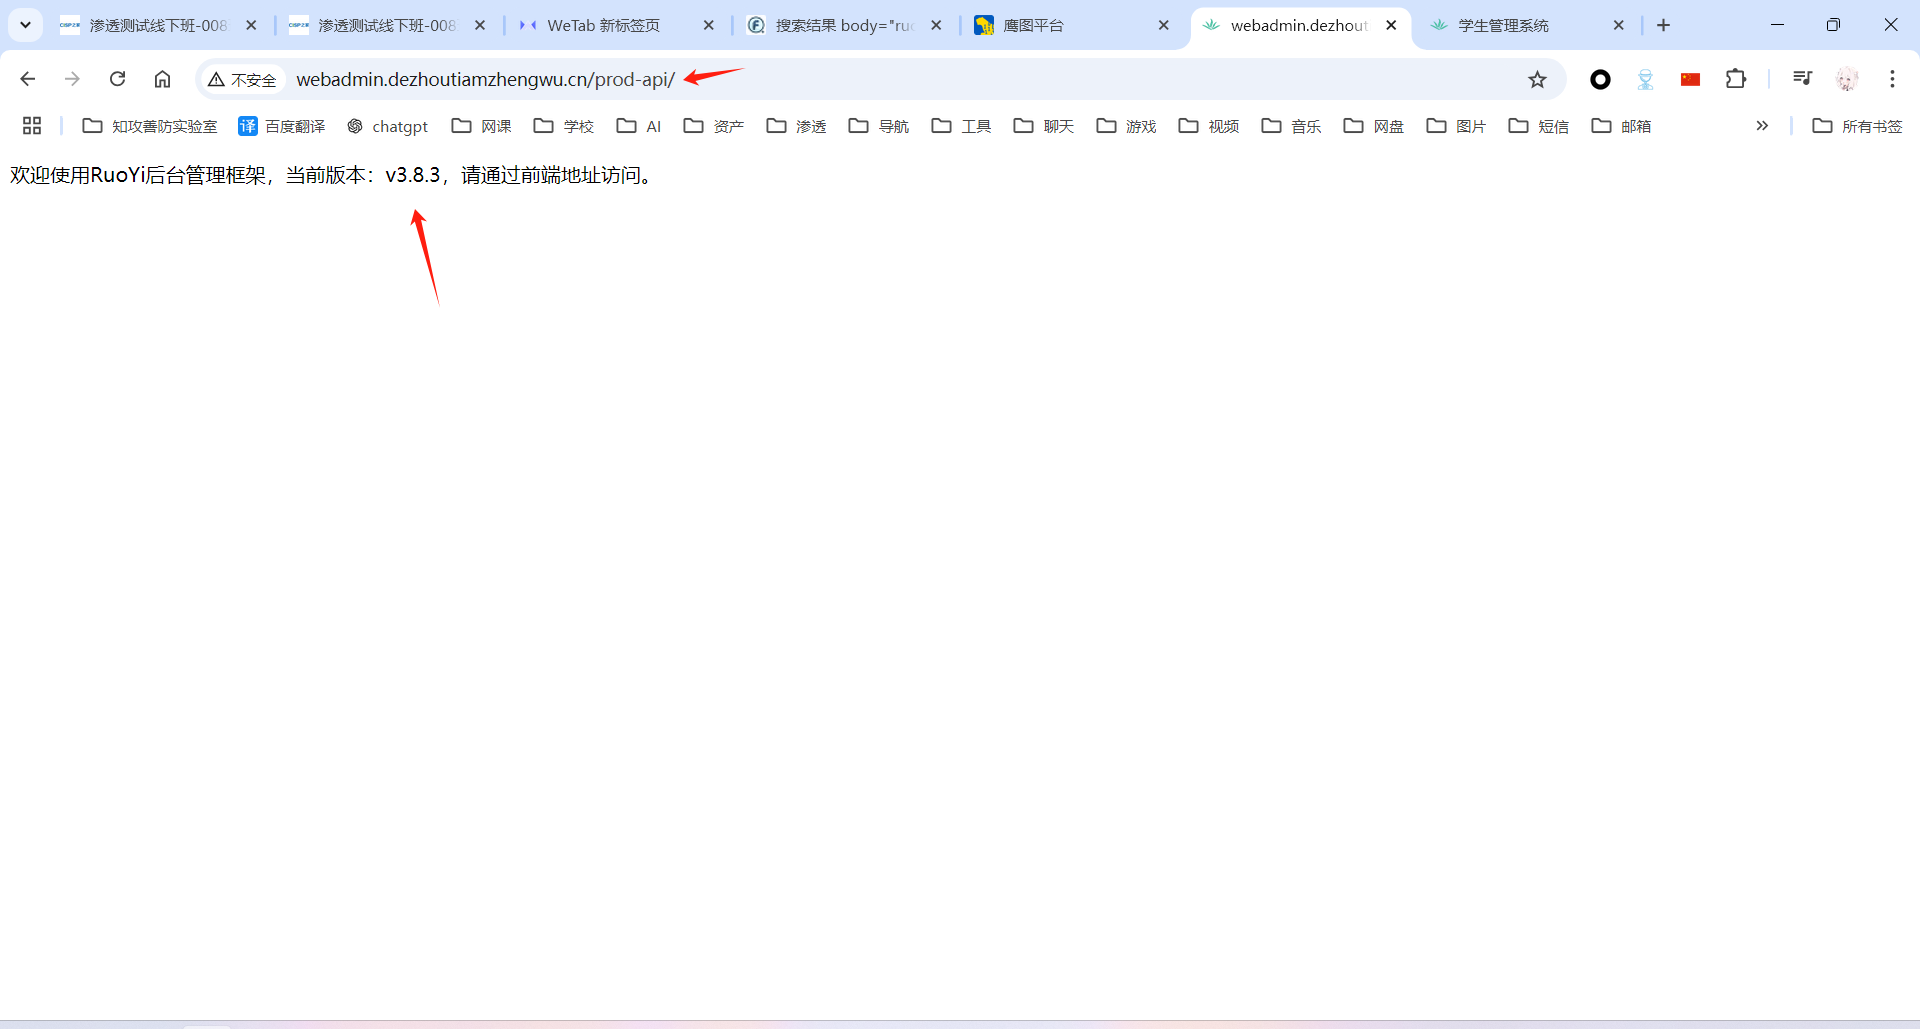 渗透测试线下班-008
渗透测试线下班-008
WeTab 新标签页
搜索结果 body="ruo
鹰图平台
webadmin.dezhout
学生管理系统
不安全
webadmin.dezhoutiamzhengwu.cn/prod-api/
知攻善防实验室
译 百度翻译
chatgpt
网课
学校
AI
资产
渗透
导航
工具
聊天
游戏
视频
音乐
网盘
图片
短信
邮箱
所有书签
欢迎使用RuoYi后台管理框架，当前版本：v3.8.3，请通过前端地址访问。